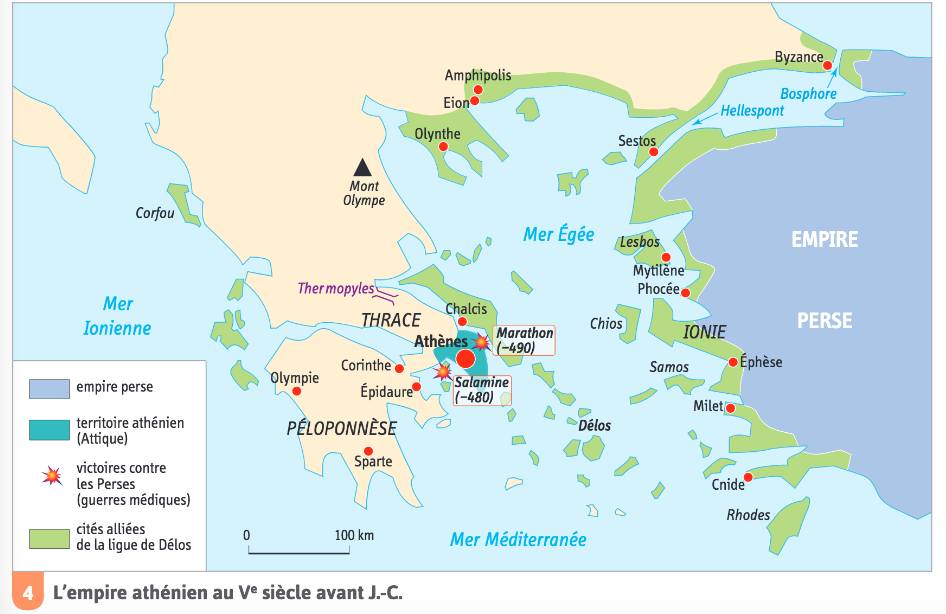 Byzance
Bosphore
Amphipolis
Eion
Hellespont
Olynthe
Sestos
Mont
Olympe
Corfou
Mer Égée
EMPIRE
PERSE
Lesbos
Mytilène
Phocée
Thermopyles
Mer
Ionienne
Chalcis
THRACE
Chios
IONIE
Athènes
Marathon
(–490)
Corinthe
Salamine
(–480)
Olympie
Épidaure
Samos
Éphèse
PÉLOPONNÈSE
Milet
Délos
Sparte
Cnide
Rhodes
Mer Méditerranée
empire perse
territoire athénien
(Attique)
victoires contre
les Perses
(guerres médiques)
cités alliées
de la ligue de Délos
0 100 km
4 L'empire athénien au Ve siècle avant J.-C.